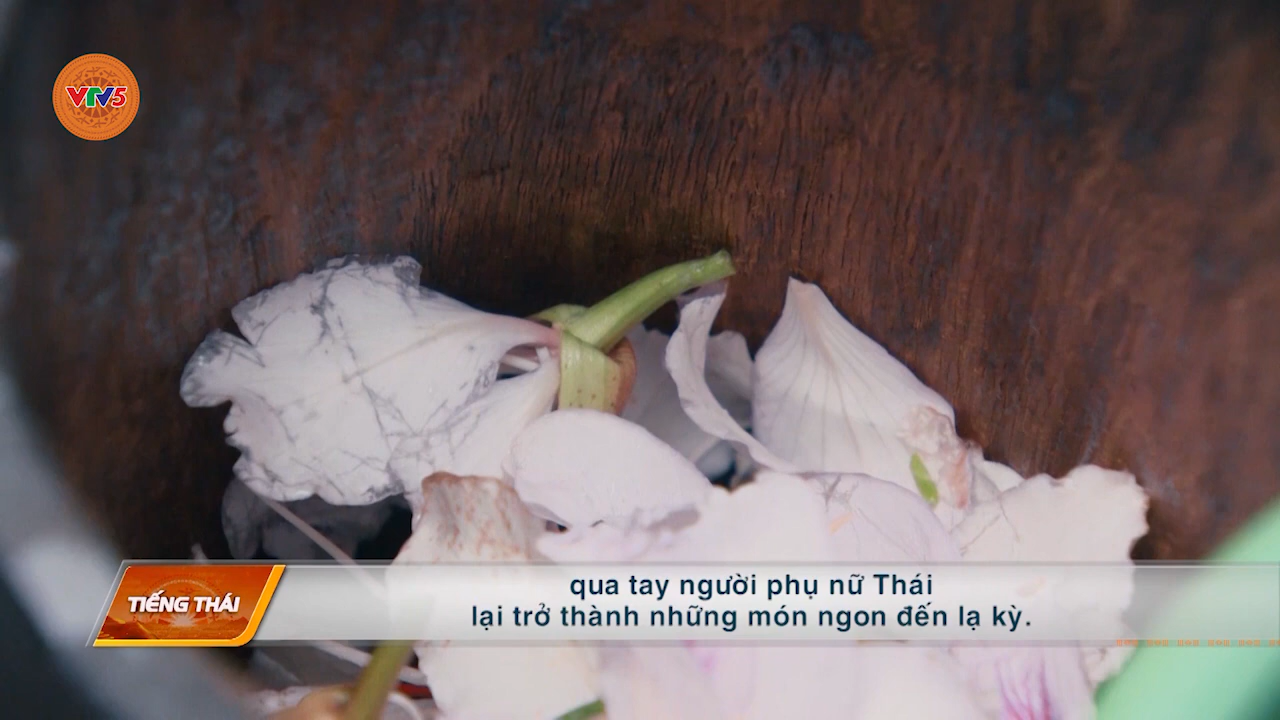 VTV5
TIẾNG THÁI
qua tay người phụ nữ Thái
lại trở thành những món ngon đến lạ kỳ.